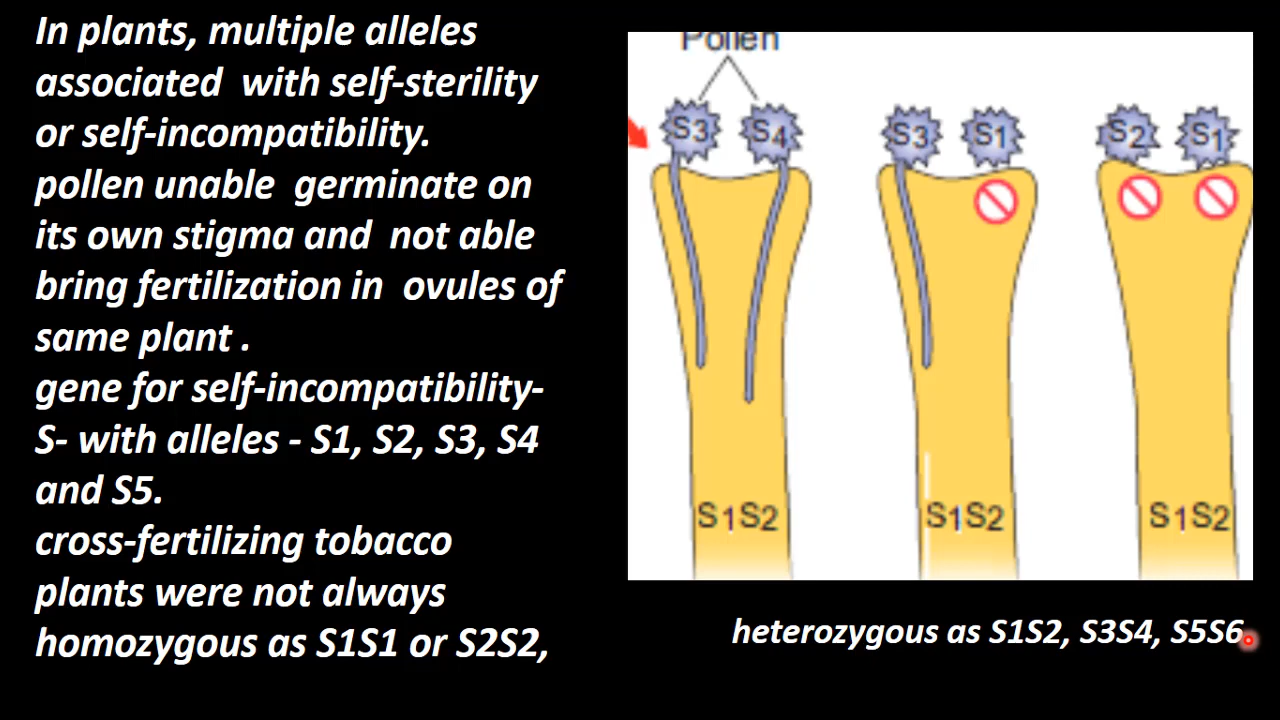 In plants, multiple alleles
associated with self-sterility
or self-incompatibility.
pollen unable germinate on
its own stigma and not able
bring fertilization in ovules of
same plant .
gene for self-incompatibility-
S- with alleles - S1, S2, S3, S4
and S5.
cross-fertilizing tobacco
plants were not always
homozygous as S1S1 or S2S2,
Pollen
S3 S4 S3 S1 S2 S1
S1S2 S1S2 S1S2
heterozygous as S1S2, S3S4, S5S6